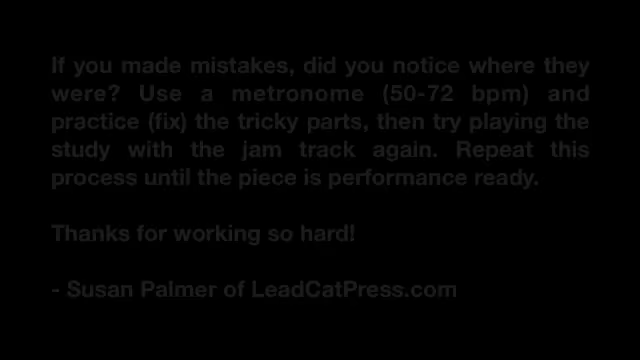 If you made mistakes, did you notice where they
were? Use a metronome (50-72 bpm) and
practice (fix) the tricky parts, then try playing the
study with the jam track again. Repeat this
process until the piece is performance ready.
Thanks for working so hard!
- Susan Palmer of LeadCatPress.com